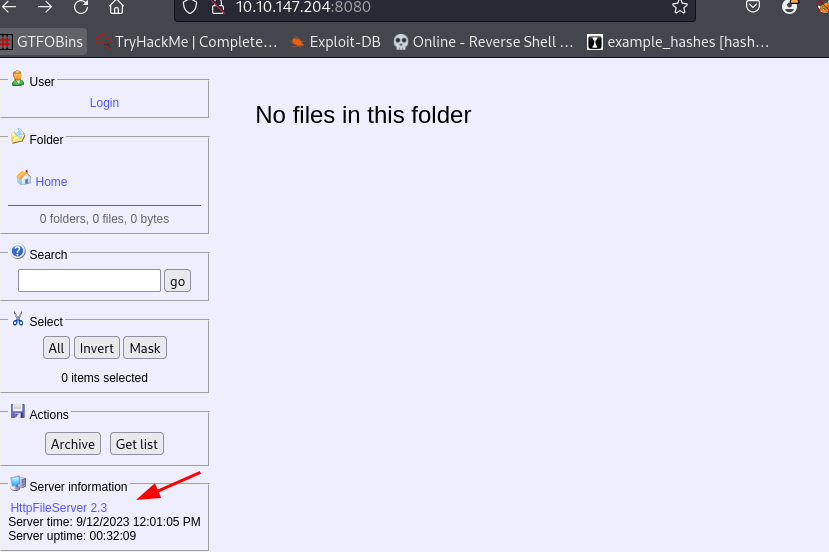 10.10.147.204:8080
GTFOBins TryHackMe | Complete… Exploit-DB Online - Reverse Shell … example_hashes [hash…
User
Login
No files in this folder
Folder
Home
0 folders, 0 files, 0 bytes
Search
go
Select
All Invert Mask
0 items selected
Actions
Archive Get list
Server information
HttpFileServer 2.3
Server time: 9/12/2023 12:01:05 PM
Server uptime: 00:32:09